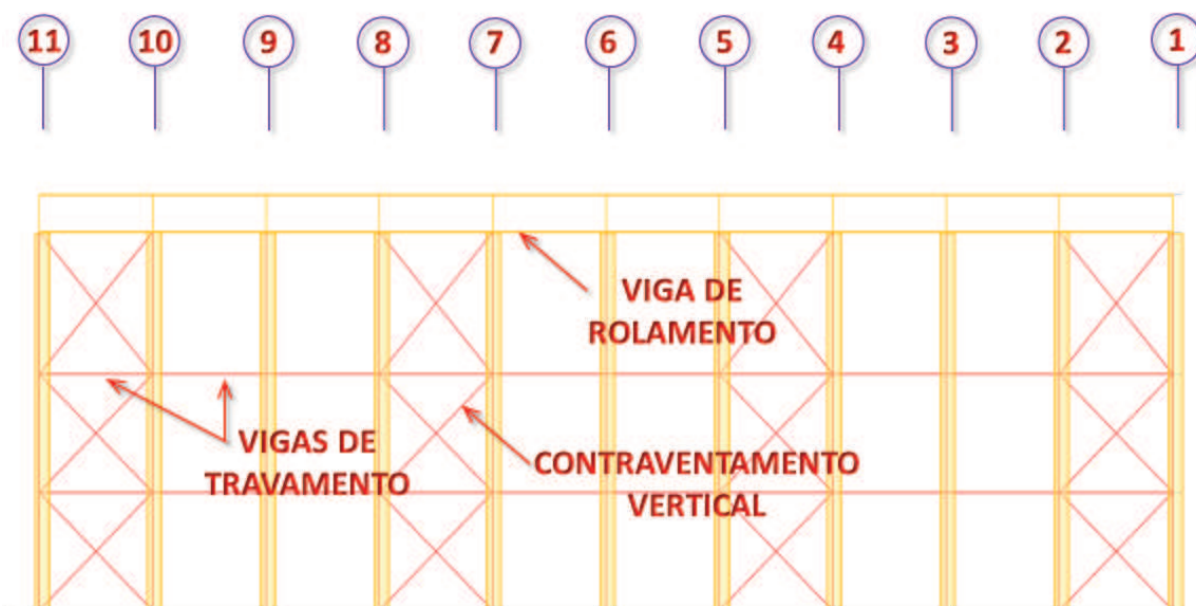 11 10 9 8 7 6 5 4 3 2 1
VIGA DE
ROLAMENTO
VIGAS DE
TRAVAMENTO
CONTRAVENTAMENTO
VERTICAL